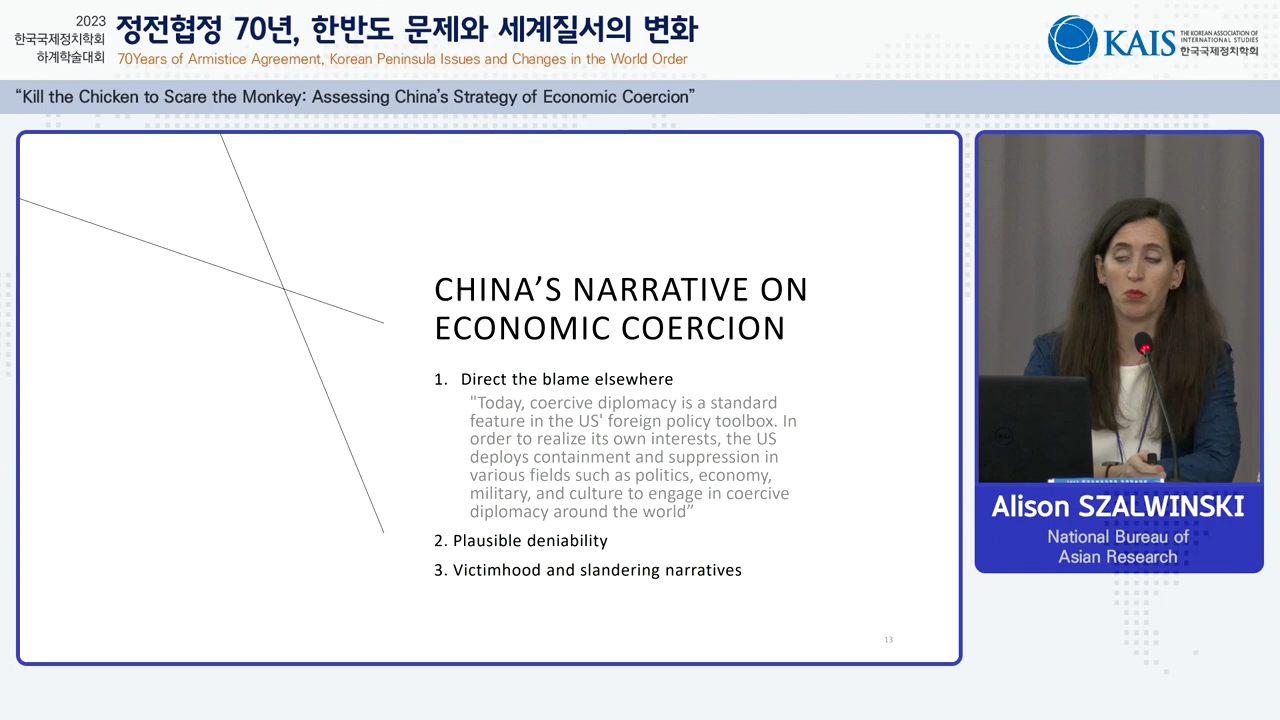 2023
한국국제정치학회
하계학술대회
정전협정 70년, 한반도 문제와 세계질서의 변화
70Years of Armistice Agreement, Korean Peninsula Issues and Changes in the World Order
KAIS
THE KOREAN ASSOCIATION OF
INTERNATIONAL STUDIES
한국국제정치학회
“Kill the Chicken to Scare the Monkey: Assessing China’s Strategy of Economic Coercion”
CHINA’S NARRATIVE ON
ECONOMIC COERCION
1. Direct the blame elsewhere
"Today, coercive diplomacy is a standard
feature in the US' foreign policy toolbox. In
order to realize its own interests, the US
deploys containment and suppression in
various fields such as politics, economy,
military, and culture to engage in coercive
diplomacy around the world”
2. Plausible deniability
3. Victimhood and slandering narratives
13
Alison SZALWINSKI
National Bureau of
Asian Research